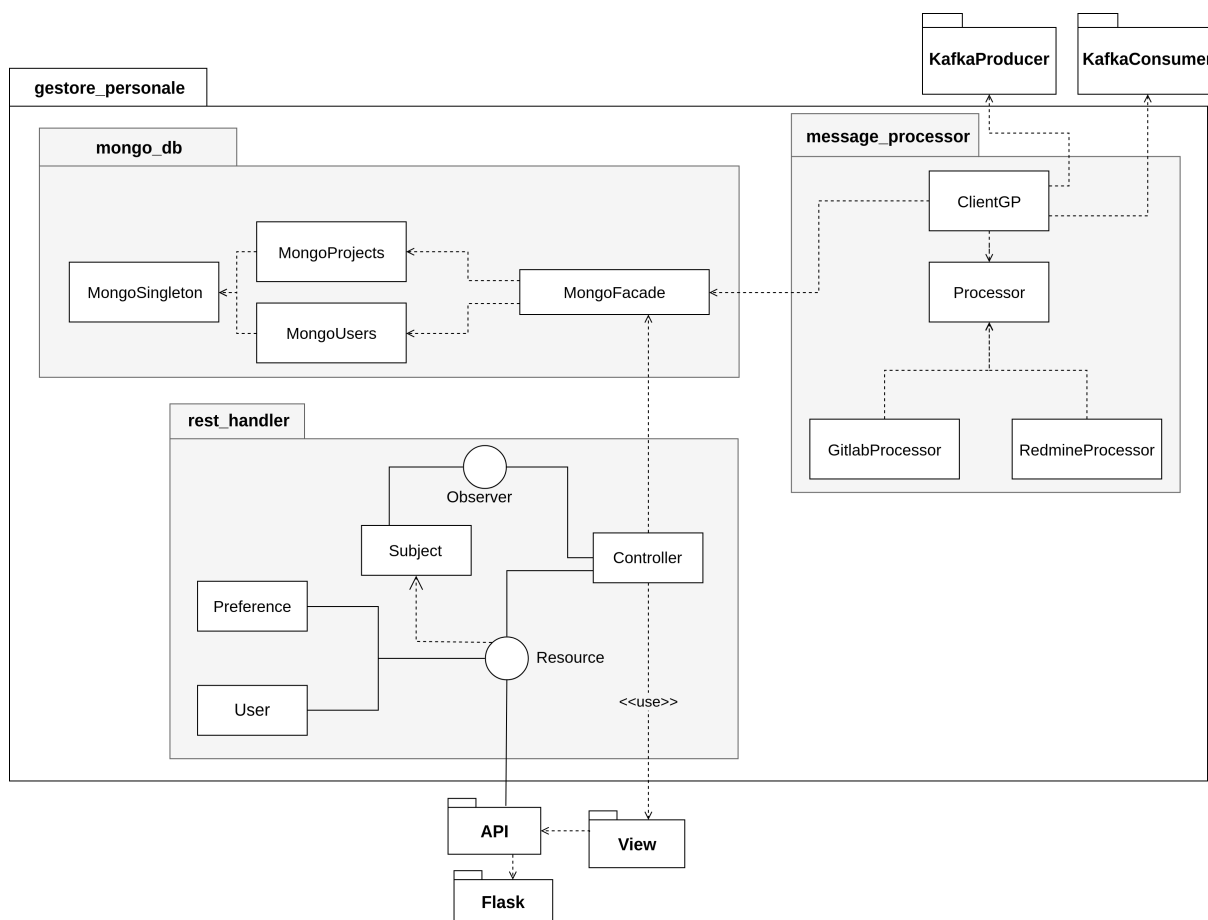 KafkaProducer
KafkaConsumer
gestore_personale
mongo_db
message_processor
ClientGP
MongoProjects
MongoSingleton
MongoFacade
Processor
MongoUsers
rest_handler
GitlabProcessor
RedmineProcessor
Observer
Subject
Controller
Preference
Resource
<<use>>
User
API
View
Flask